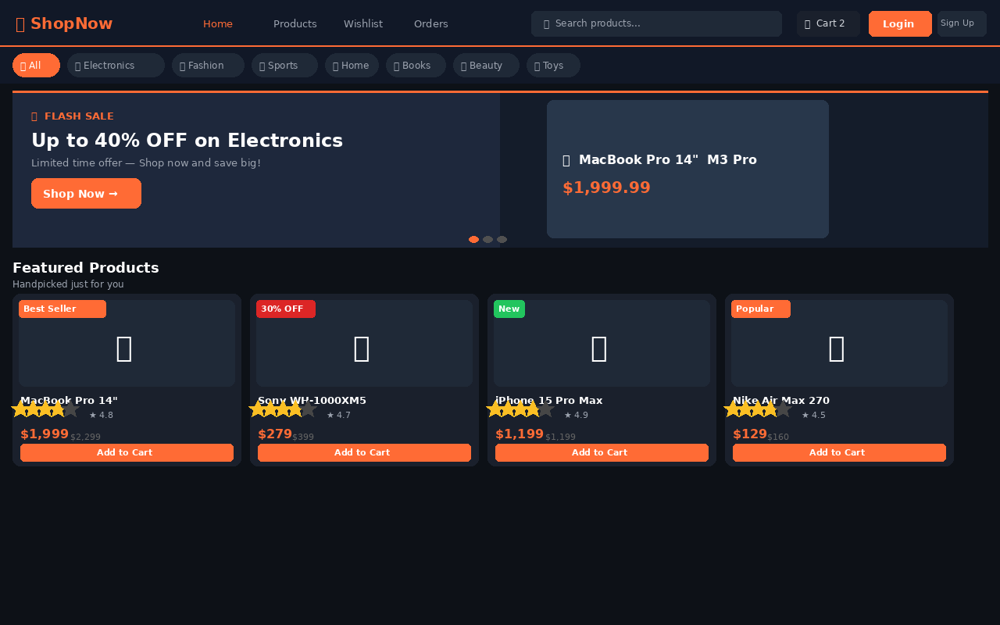 ShopNow
Home Products Wishlist Orders
Search products...
Cart 2
Login
Sign Up
All Electronics Fashion Sports Home Books Beauty Toys
FLASH SALE
Up to 40% OFF on Electronics
Limited time offer — Shop now and save big!
Shop Now →
MacBook Pro 14" M3 Pro
$1,999.99
Featured Products
Handpicked just for you
Best Seller
MacBook Pro 14"
★ 4.8
$1,999 $2,299
Add to Cart
30% OFF
Sony WH-1000XM5
★ 4.7
$279 $399
Add to Cart
New
iPhone 15 Pro Max
★ 4.9
$1,199 $1,199
Add to Cart
Popular
Nike Air Max 270
★ 4.5
$129 $160
Add to Cart